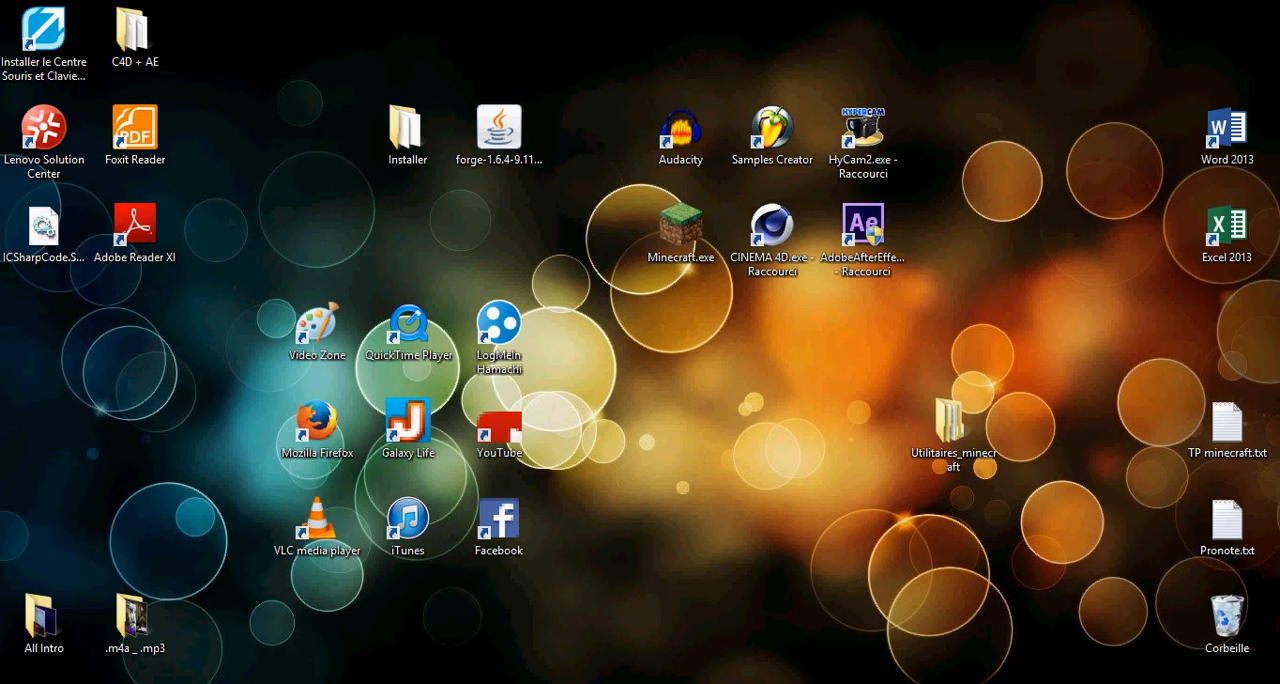 Installer le Centre
Souris et Clavie...
C4D + AE
Lenovo Solution
Center
PDF
Foxit Reader
Installer
forge-1.6.4-9.11...
Audacity
Samples Creator
HYPERCAM
HyCam2.exe -
Raccourci
W
Word 2013
ICSharpCode.S...
Adobe Reader XI
Minecraft.exe
CINEMA 4D.exe -
Raccourci
Ae
AdobeAfterEffe...
- Raccourci
X
Excel 2013
Video Zone
QuickTime Player
LogMeIn
Hamachi
Mozilla Firefox
Galaxy Life
YouTube
Utilitaires_minecr
aft
TP minecraft.txt
VLC media player
iTunes
f
Facebook
Pronote.txt
All Intro
.m4a _ .mp3
Corbeille